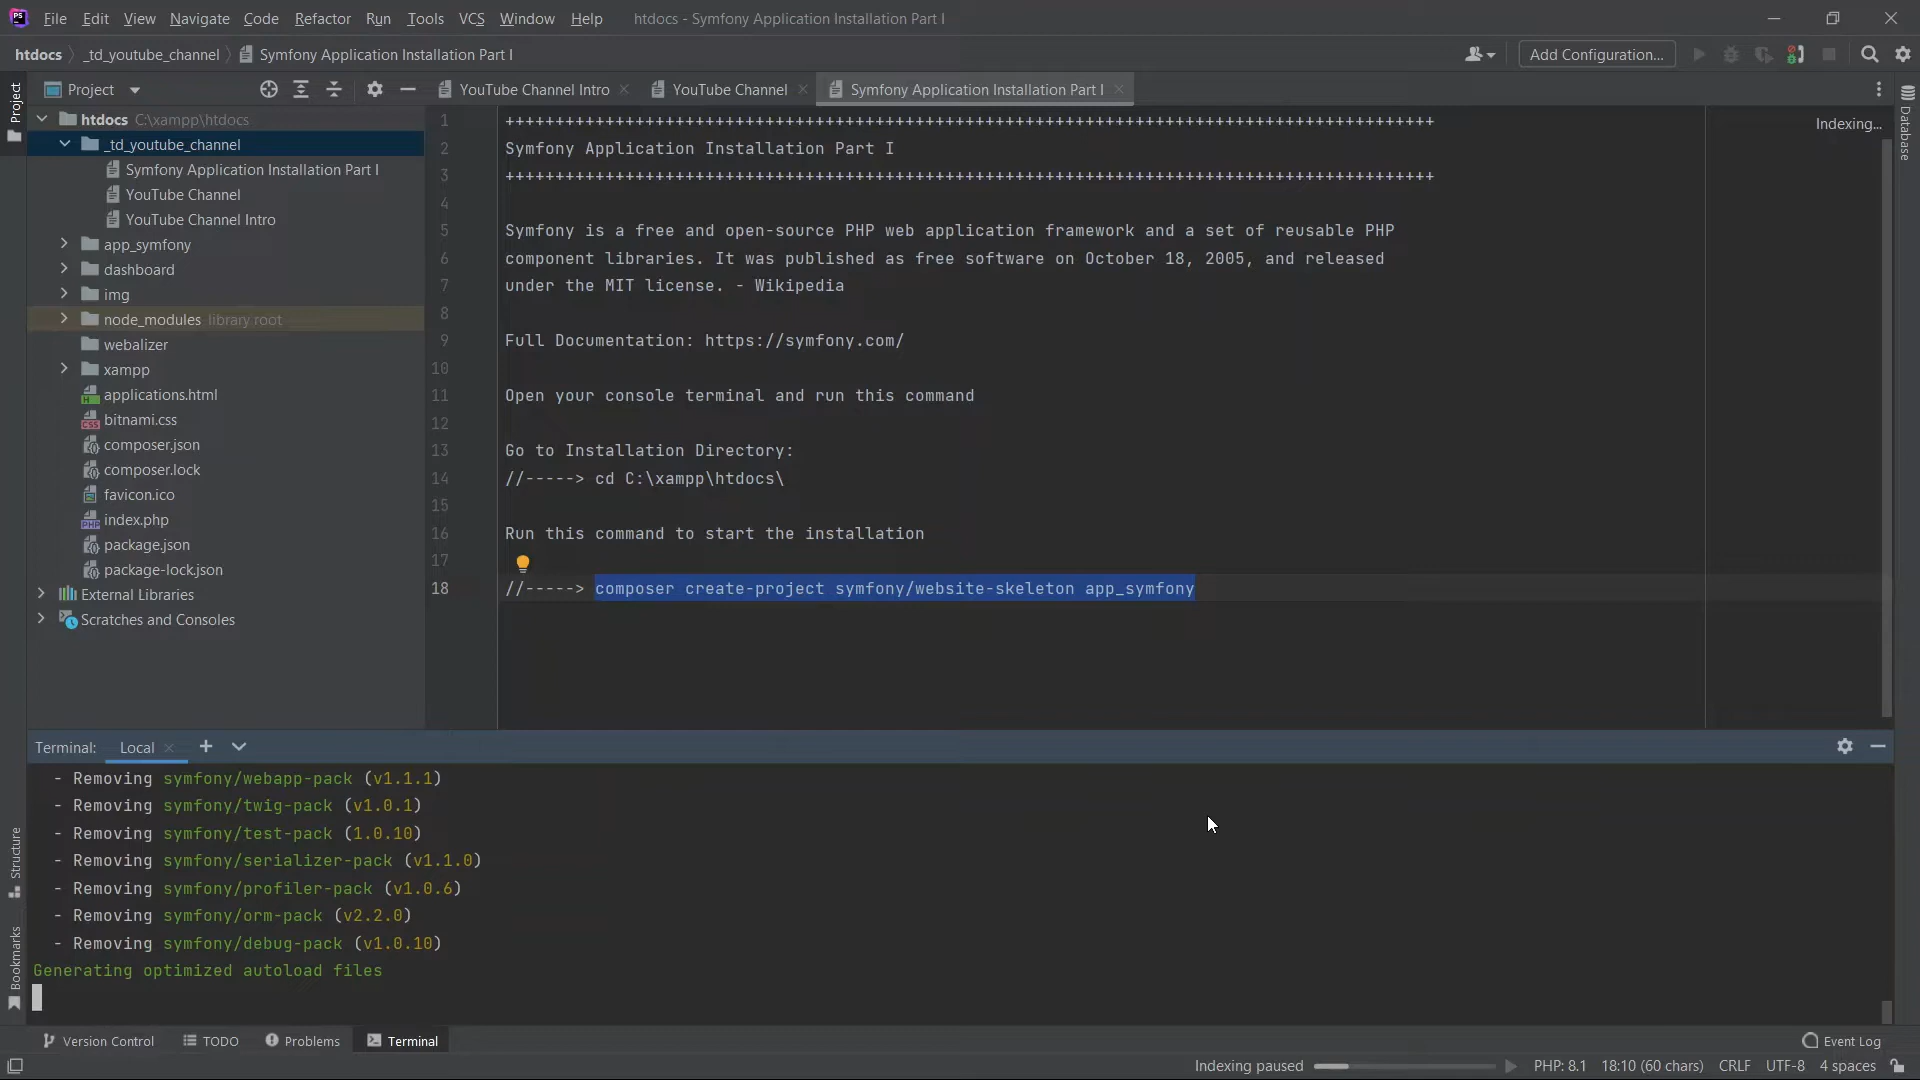 File Edit View Navigate Code Refactor Run Tools VCS Window Help htdocs - Symfony Application Installation Part I
htdocs _td_youtube_channel Symfony Application Installation Part I Add Configuration...
Project
Project
YouTube Channel Intro YouTube Channel Symfony Application Installation Part I
Database
htdocs C:\xampp\htdocs
_td_youtube_channel
Symfony Application Installation Part I
YouTube Channel
YouTube Channel Intro
app_symfony
dashboard
img
node_modules library root
webalizer
xampp
applications.html
bitnami.css
composer.json
composer.lock
favicon.ico
index.php
package.json
package-lock.json
External Libraries
Scratches and Consoles
Indexing...
1 +++++++++++++++++++++++++++++++++++++++++++++++++++++++++++++++++++++++++++++++++++++++++++++
2 Symfony Application Installation Part I
3 +++++++++++++++++++++++++++++++++++++++++++++++++++++++++++++++++++++++++++++++++++++++++++++
4
5 Symfony is a free and open-source PHP web application framework and a set of reusable PHP
6 component libraries. It was published as free software on October 18, 2005, and released
7 under the MIT license. - Wikipedia
8
9 Full Documentation: https://symfony.com/
10
11 Open your console terminal and run this command
12
13 Go to Installation Directory:
14 //-----> cd C:\xampp\htdocs\
15
16 Run this command to start the installation
17
18 //-----> composer create-project symfony/website-skeleton app_symfony
Terminal: Local
- Removing symfony/webapp-pack (v1.1.1)
- Removing symfony/twig-pack (v1.0.1)
- Removing symfony/test-pack (1.0.10)
- Removing symfony/serializer-pack (v1.1.0)
- Removing symfony/profiler-pack (v1.0.6)
- Removing symfony/orm-pack (v2.2.0)
- Removing symfony/debug-pack (v1.0.10)
Generating optimized autoload files
Structure
Bookmarks
Version Control TODO Problems Terminal Event Log
Indexing paused PHP: 8.1 18:10 (60 chars) CRLF UTF-8 4 spaces